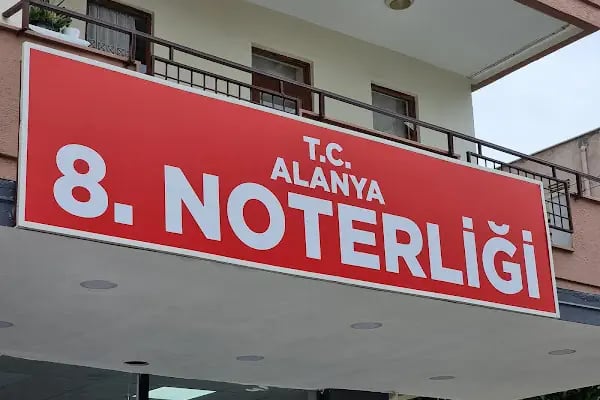 T.C.
ALANYA
8. NOTERLİĞİ